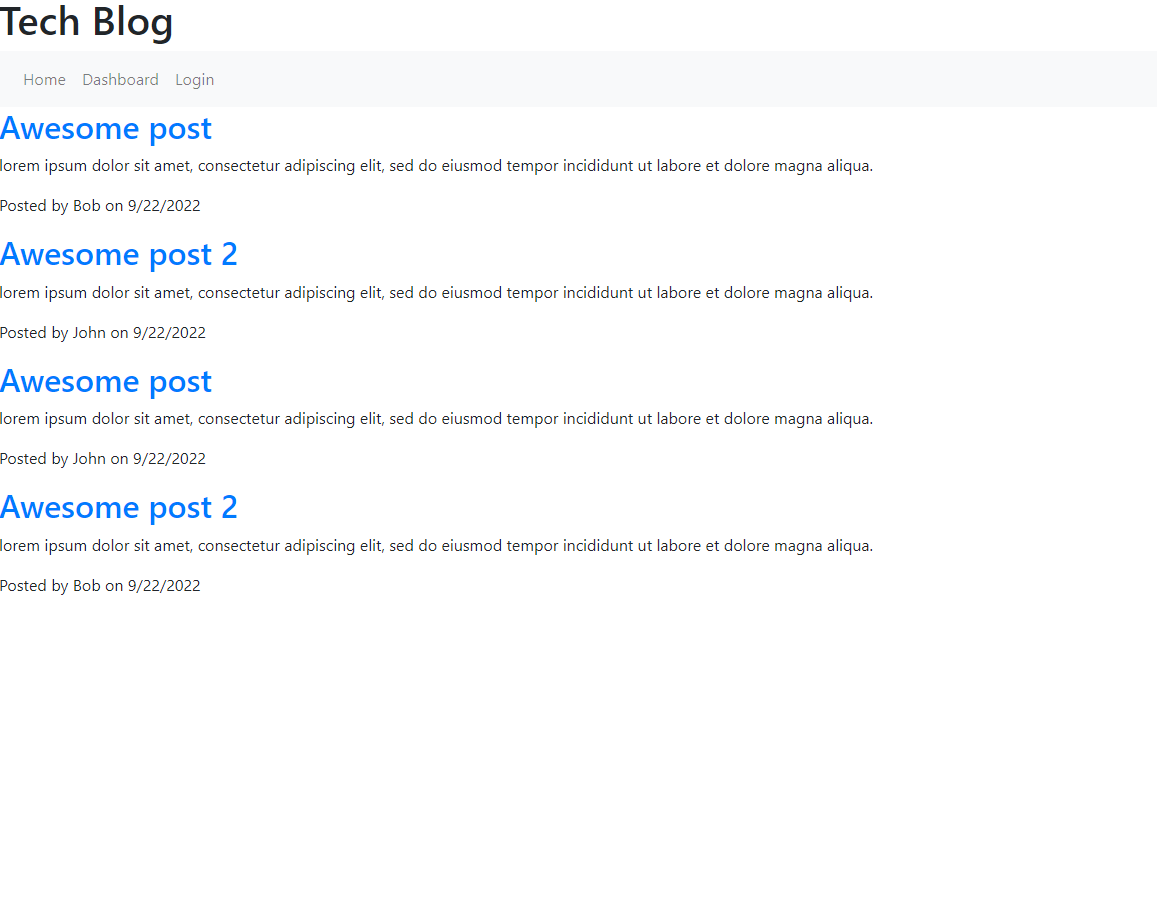 Tech Blog
Home Dashboard Login
Awesome post
lorem ipsum dolor sit amet, consectetur adipiscing elit, sed do eiusmod tempor incididunt ut labore et dolore magna aliqua.
Posted by Bob on 9/22/2022
Awesome post 2
lorem ipsum dolor sit amet, consectetur adipiscing elit, sed do eiusmod tempor incididunt ut labore et dolore magna aliqua.
Posted by John on 9/22/2022
Awesome post
lorem ipsum dolor sit amet, consectetur adipiscing elit, sed do eiusmod tempor incididunt ut labore et dolore magna aliqua.
Posted by John on 9/22/2022
Awesome post 2
lorem ipsum dolor sit amet, consectetur adipiscing elit, sed do eiusmod tempor incididunt ut labore et dolore magna aliqua.
Posted by Bob on 9/22/2022